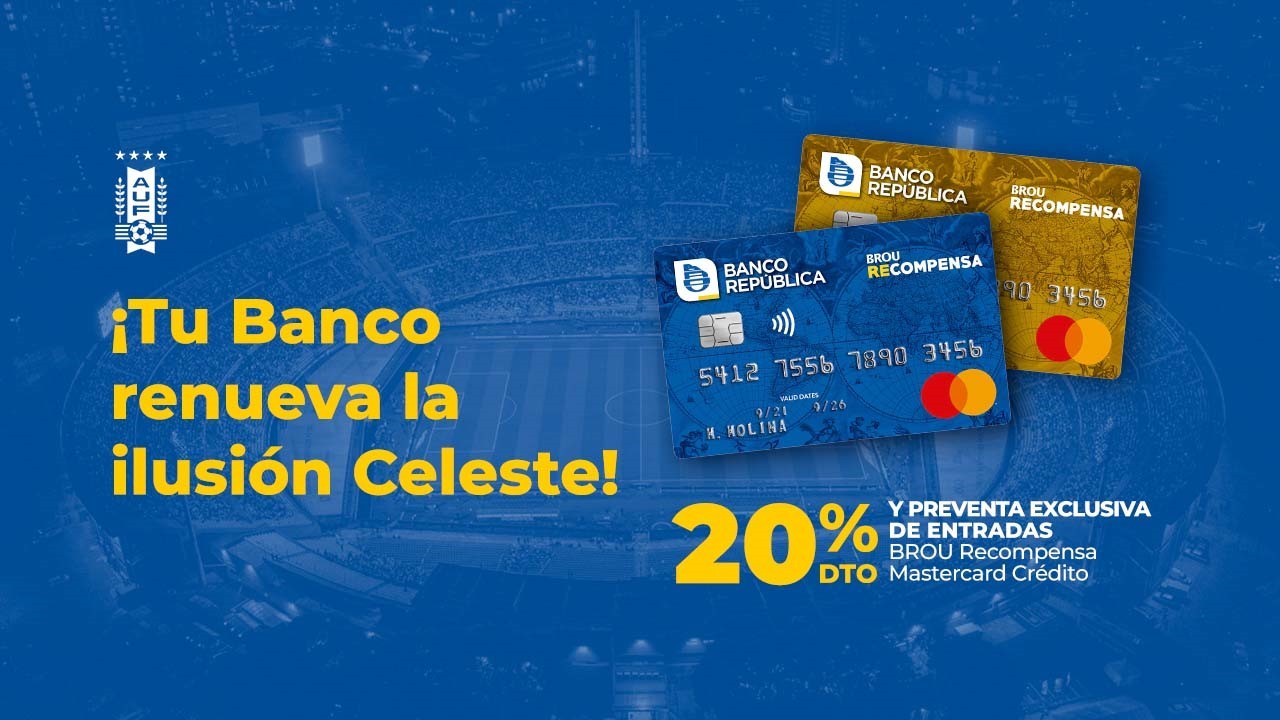 AUF
¡Tu Banco
renueva la
ilusión Celeste!
BANCO
REPÚBLICA
BROU
RECOMPENSA
90 3456
BANCO
REPÚBLICA
BROU
RECOMPENSA
5412 7556 7890 3456
VALID DATES
9/21 9/26
M. MOLINA
20% DTO
Y PREVENTA EXCLUSIVA
DE ENTRADAS
BROU Recompensa
Mastercard Crédito